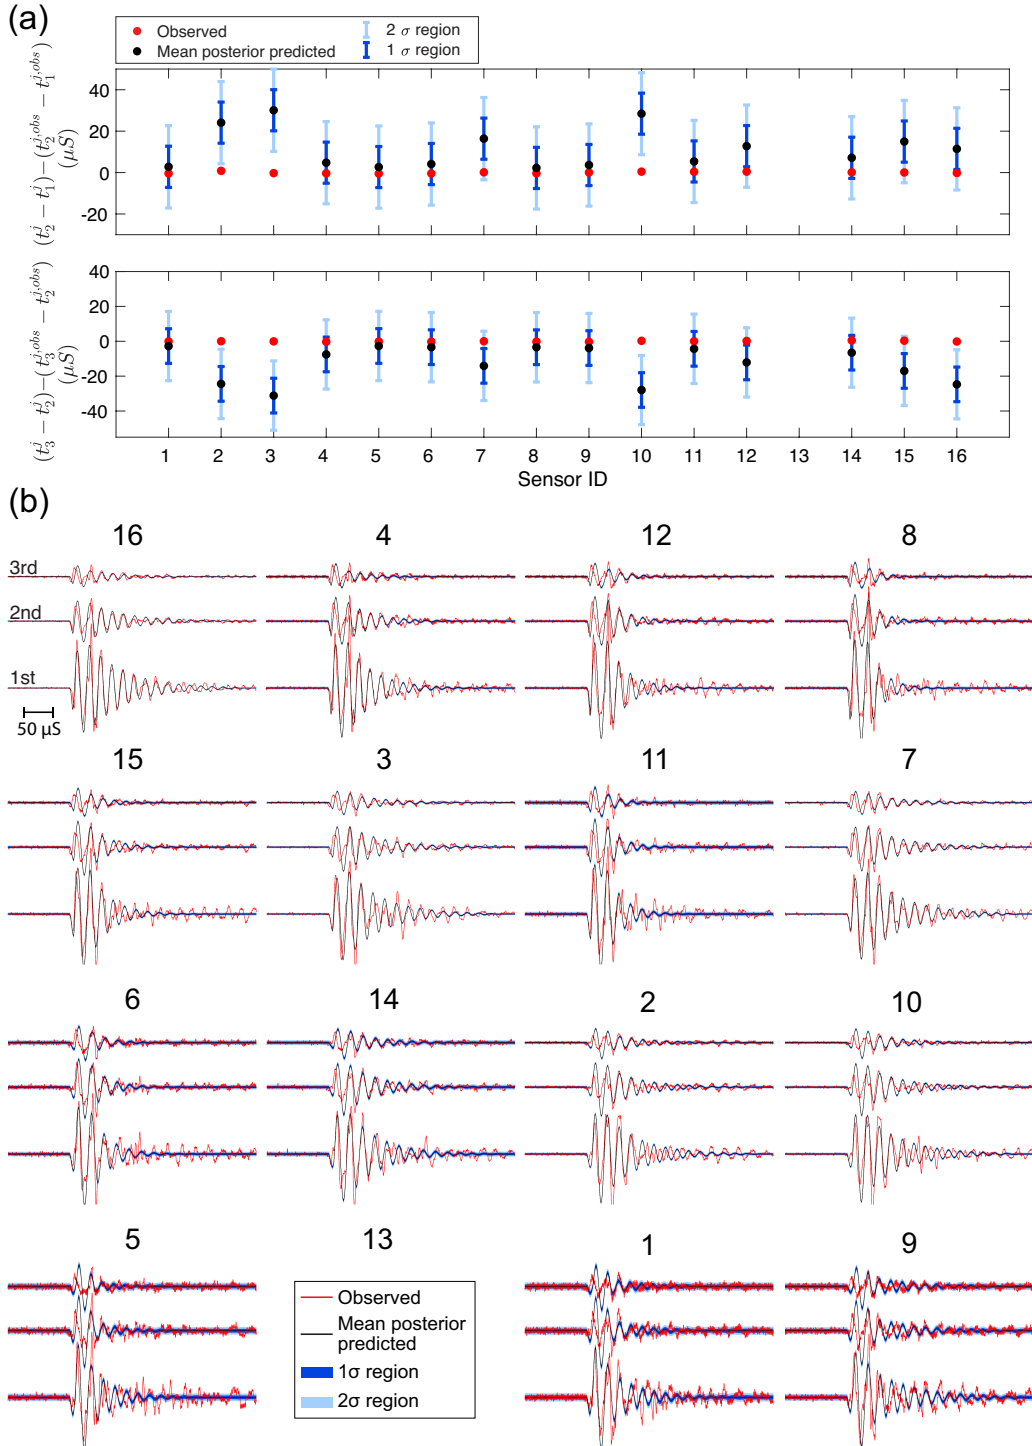 (a)
Observed
Mean posterior predicted
2 σ region
1 σ region
(t₂ʲ − t₁ʲ)−(t₂ʲ,ᵒᵇˢ − t₁ʲ,ᵒᵇˢ)
(μS)
40
20
0
-20
(t₃ʲ − t₂ʲ)−(t₃ʲ,ᵒᵇˢ − t₂ʲ,ᵒᵇˢ)
(μS)
40
20
0
-20
-40
1 2 3 4 5 6 7 8 9 10 11 12 13 14 15 16
Sensor ID
(b)
16 4 12 8
3rd
2nd
1st
50 μS
15 3 11 7
6 14 2 10
5 13 1 9
Observed
Mean posterior
predicted
1σ region
2σ region